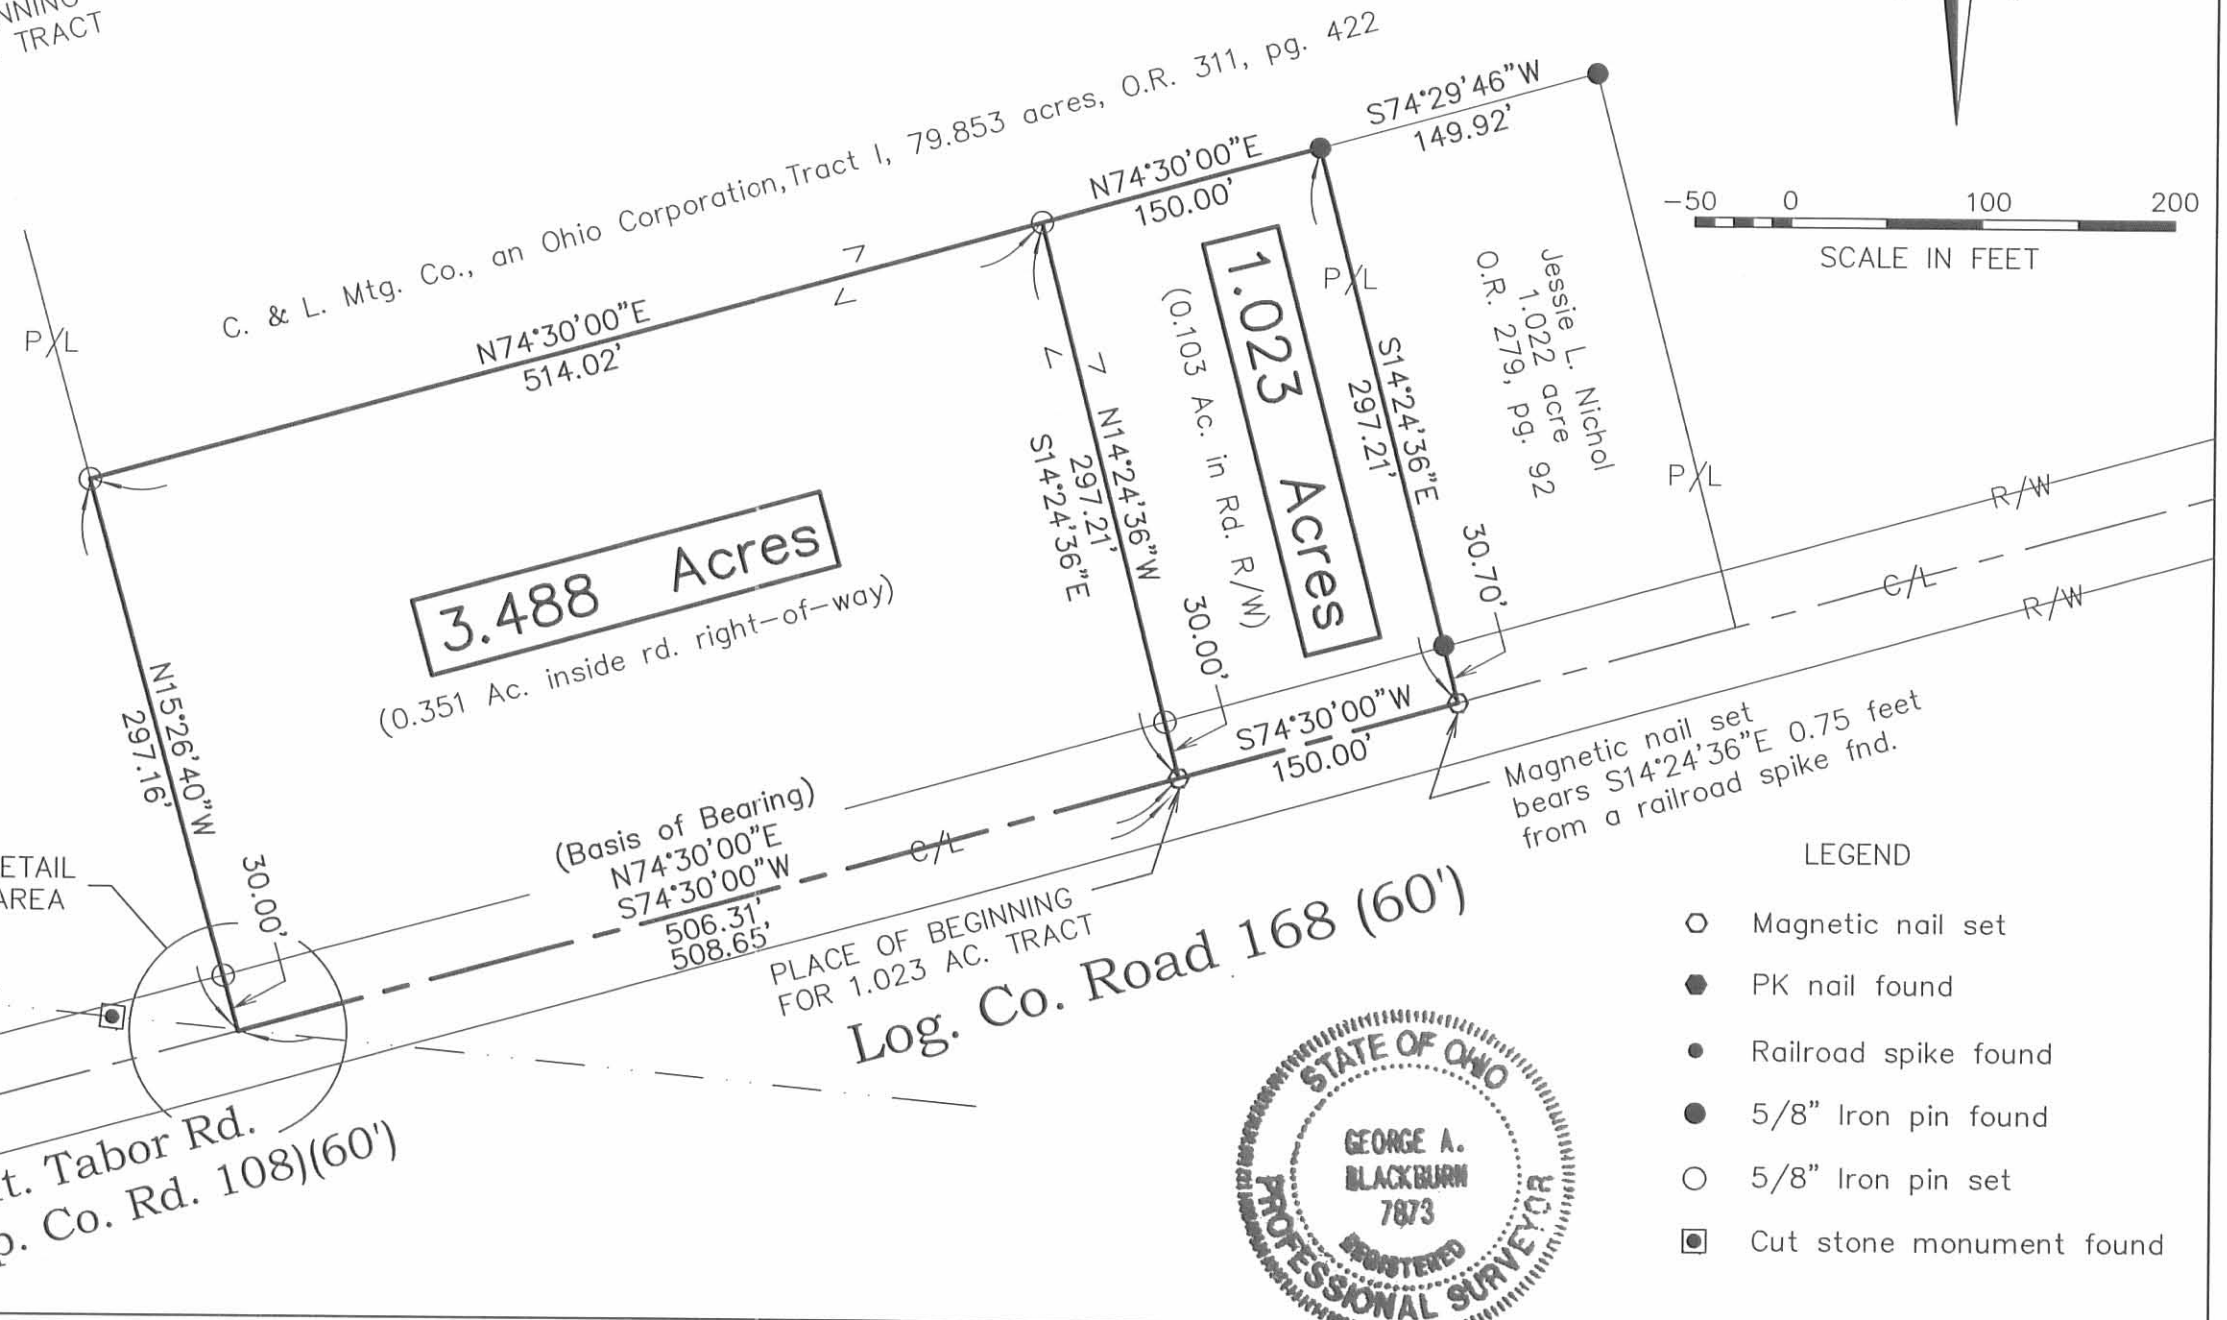 NNING
TRACT
C. & L. Mtg. Co., an Ohio Corporation, Tract I, 79.853 acres, O.R. 311, pg. 422
S74°29'46"W
149.92'
N74°30'00"E
150.00'
-50 0 100 200
SCALE IN FEET
P/L
N74°30'00"E
514.02'
P/L
1.023 Acres
(0.103 Ac. in Rd. R/W)
S14°24'36"E
297.21'
Jessie L. Nichol
1.022 acre
O.R. 279, pg. 92
P/L
R/W
C/L
R/W
N14°24'36"W
297.21'
S14°24'36"E
3.488 Acres
(0.351 Ac. inside rd. right-of-way)
30.70'
30.00'
N15°26'40"W
297.16'
S74°30'00"W
150.00'
Magnetic nail set
bears S14°24'36"E 0.75 feet
from a railroad spike fnd.
(Basis of Bearing)
N74°30'00"E
S74°30'00"W
506.31'
508.65'
C/L
ETAIL
AREA
30.00'
PLACE OF BEGINNING
FOR 1.023 AC. TRACT
Log. Co. Road 168 (60')
t. Tabor Rd.
. Co. Rd. 108)(60')
LEGEND
Magnetic nail set
PK nail found
Railroad spike found
5/8" Iron pin found
5/8" Iron pin set
Cut stone monument found
STATE OF OHIO
GEORGE A.
BLACKBURN
7873
REGISTERED
PROFESSIONAL SURVEYOR